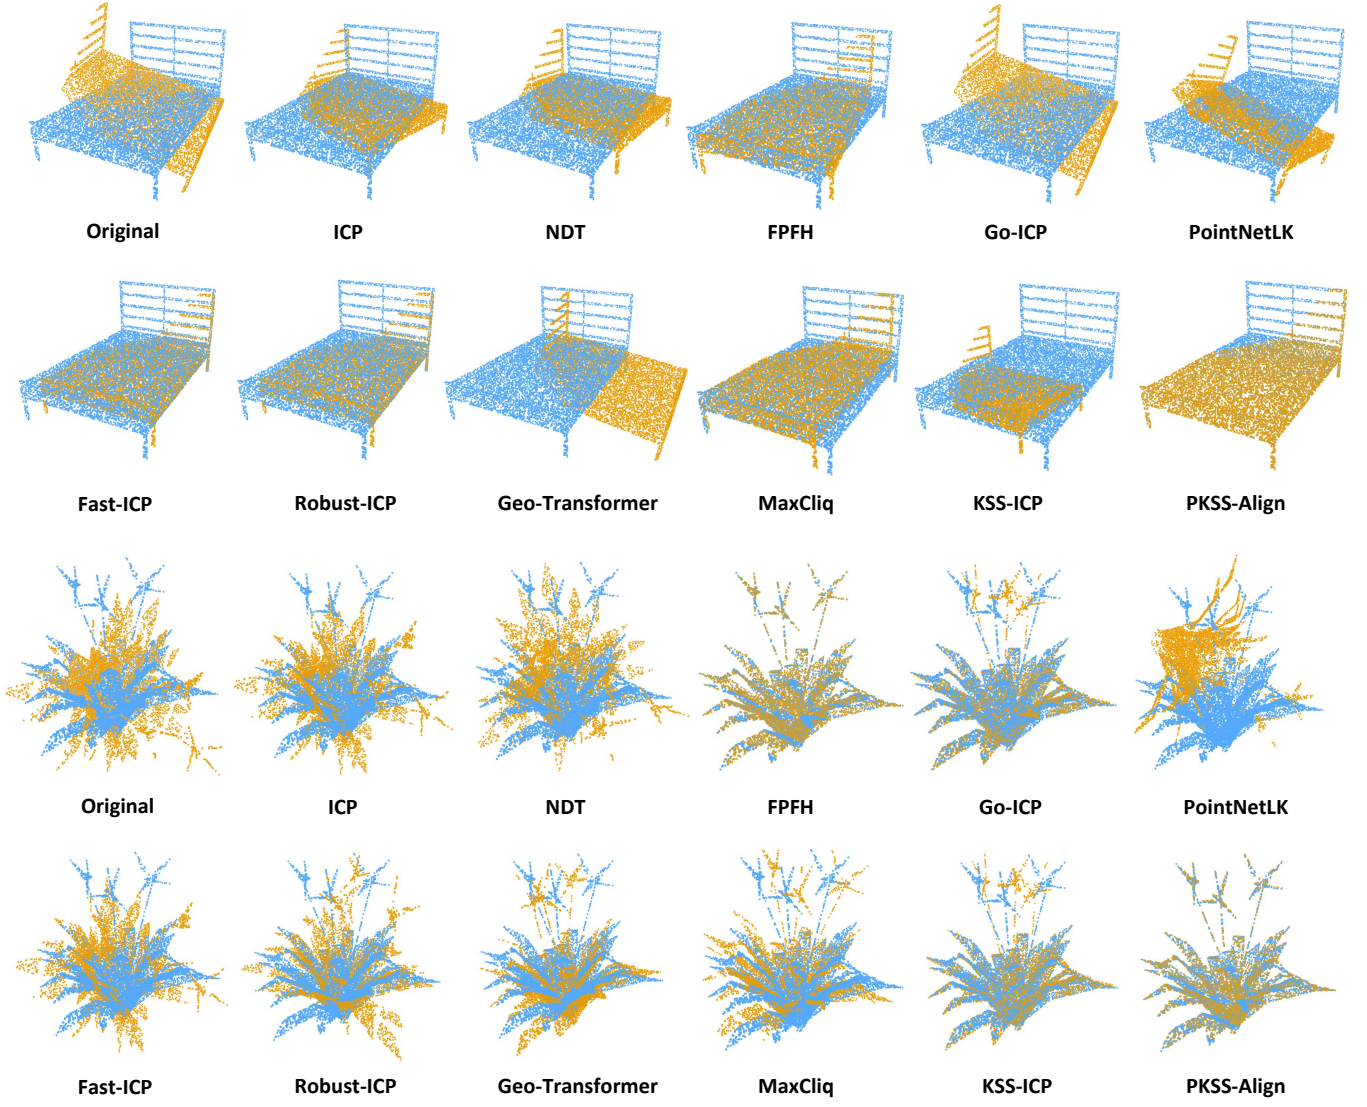 Original ICP NDT FPFH Go-ICP PointNetLK
Fast-ICP Robust-ICP Geo-Transformer MaxCliq KSS-ICP PKSS-Align
Original ICP NDT FPFH Go-ICP PointNetLK
Fast-ICP Robust-ICP Geo-Transformer MaxCliq KSS-ICP PKSS-Align